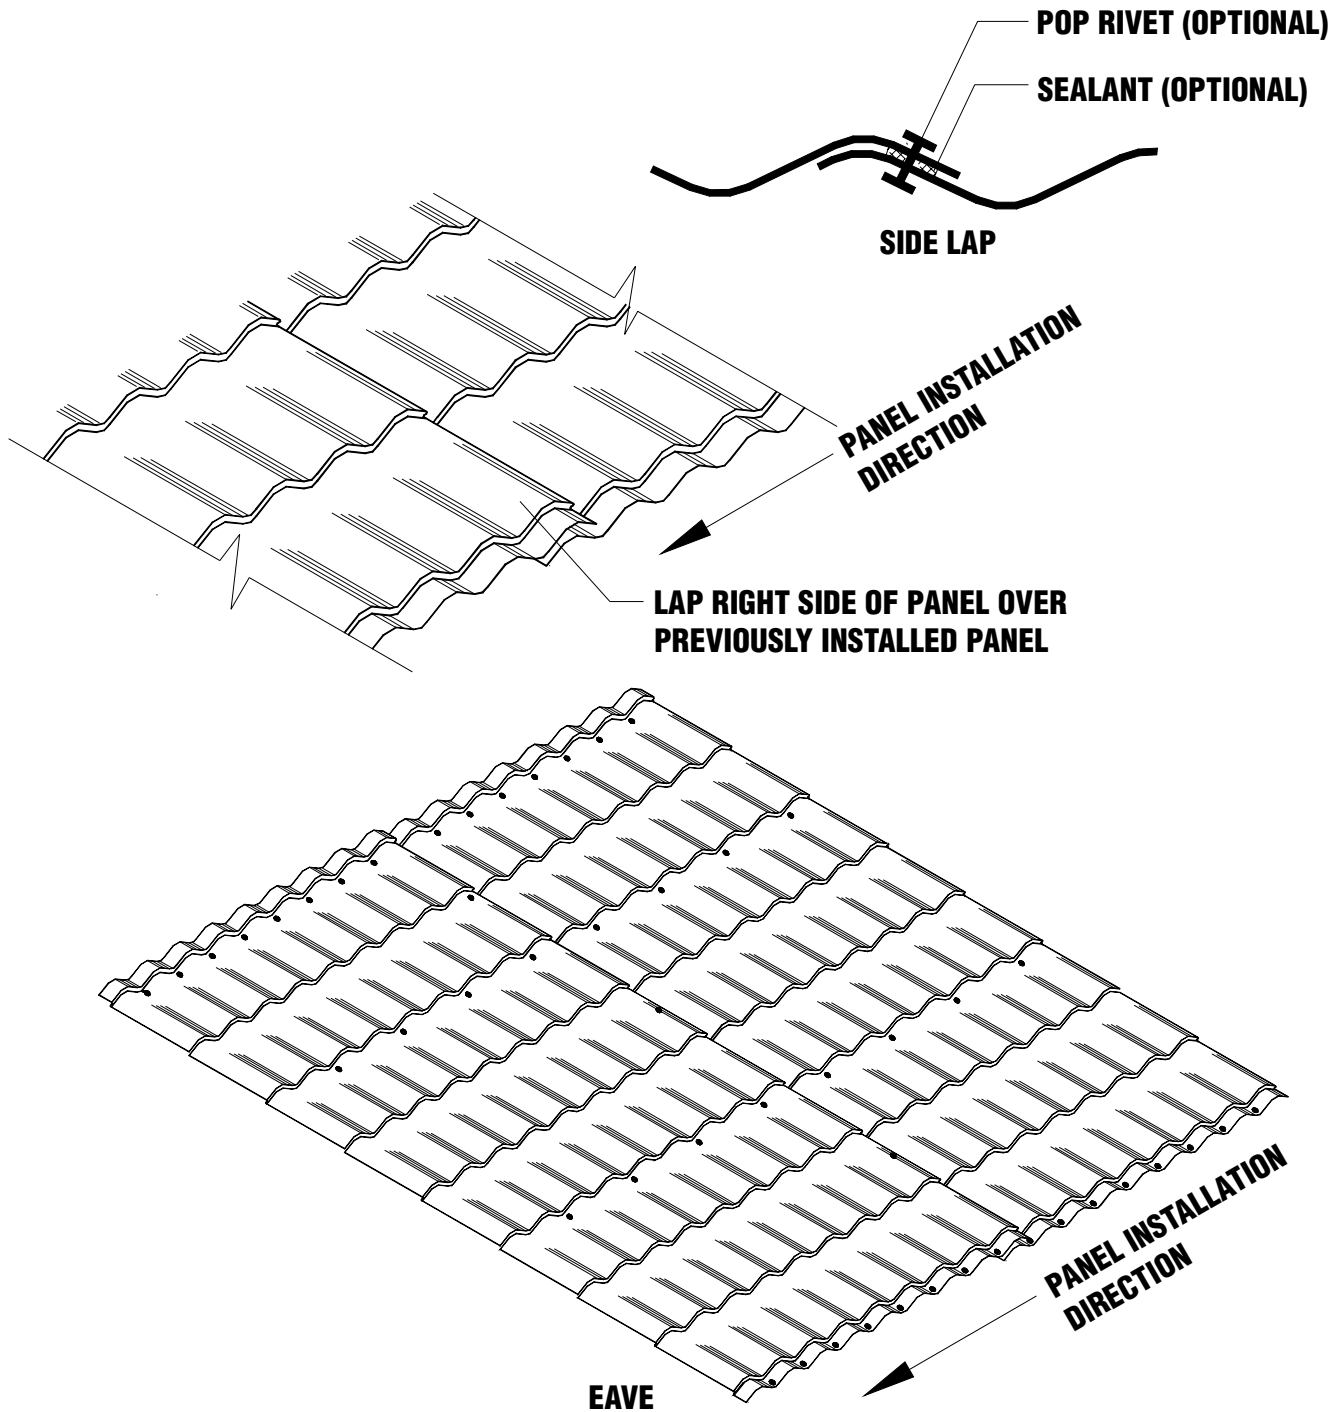 POP RIVET (OPTIONAL)
SEALANT (OPTIONAL)
SIDE LAP
PANEL INSTALLATION
DIRECTION
LAP RIGHT SIDE OF PANEL OVER
PREVIOUSLY INSTALLED PANEL
PANEL INSTALLATION
DIRECTION
EAVE